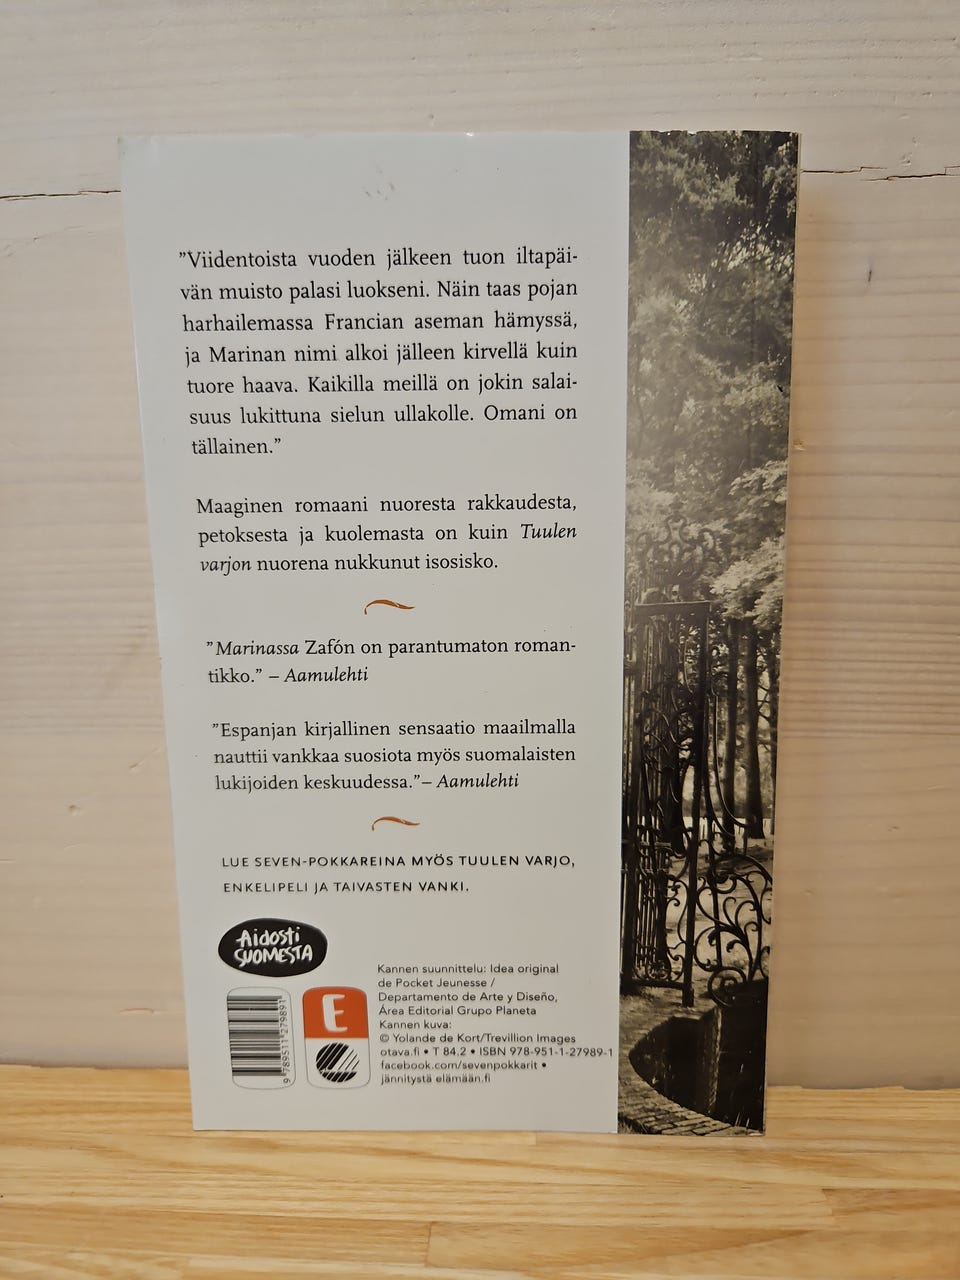 ”Viidentoista vuoden jälkeen tuon iltapäi-
vän muisto palasi luokseni. Näin taas pojan
harhailemassa Francian aseman hämyssä,
ja Marinan nimi alkoi jälleen kirvellä kuin
tuore haava. Kaikilla meillä on jokin salai-
suus lukittuna sielun ullakolle. Omani on
tällainen.”
Maaginen romaani nuoresta rakkaudesta,
petoksesta ja kuolemasta on kuin Tuulen
varjon nuorena nukkunut isosisko.
”Marinassa Zafón on parantumaton roman-
tikko.” – Aamulehti
”Espanjan kirjallinen sensaatio maailmalla
nauttii vankkaa suosiota myös suomalaisten
lukijoiden keskuudessa.”– Aamulehti
LUE SEVEN-POKKAREINA MYÖS TUULEN VARJO,
ENKELIPELI JA TAIVASTEN VANKI.
Aidosti
SUOMESTA
9 789511 279891
E
Kannen suunnittelu: Idea original
de Pocket Jeunesse /
Departamento de Arte y Diseño,
Área Editorial Grupo Planeta
Kannen kuva:
© Yolande de Kort/Trevillion Images
otava.fi • T 84.2 • ISBN 978-951-1-27989-1
facebook.com/sevenpokkarit •
jännitystä elämään.fi